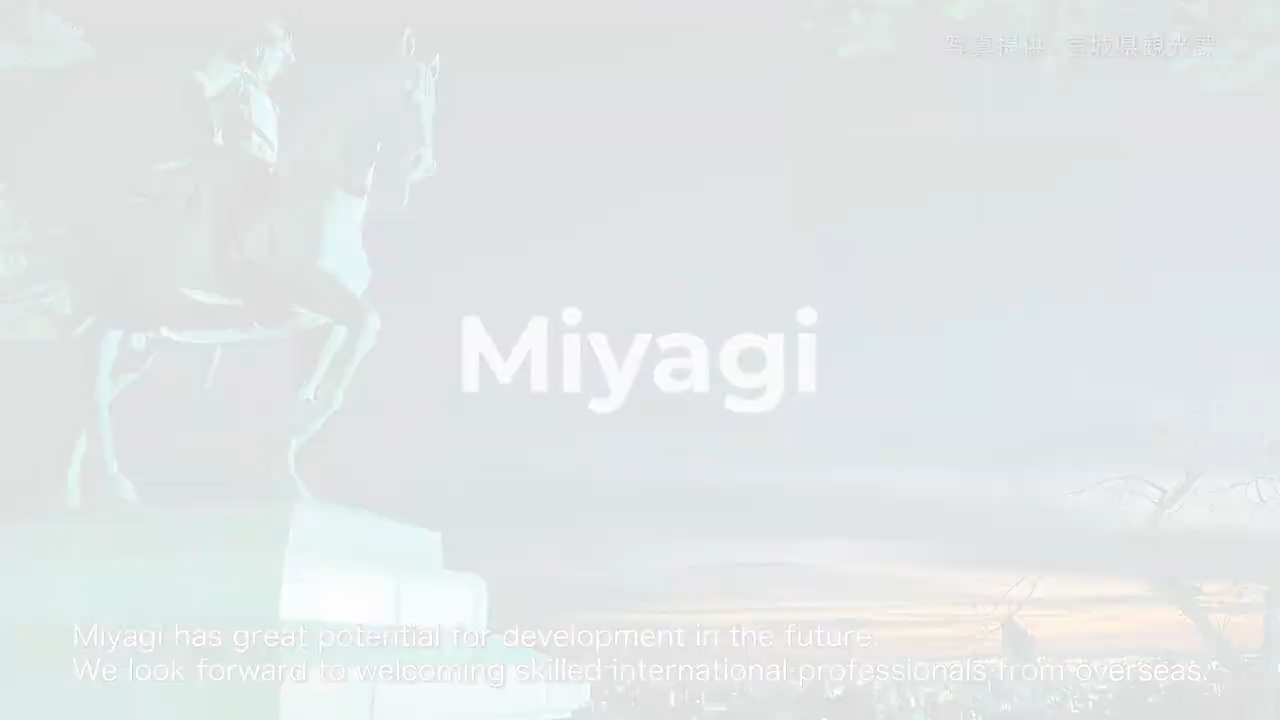 写真提供：宮城県観光課
Miyagi
Miyagi has great potential for development in the future.
We look forward to welcoming skilled international professionals from overseas."